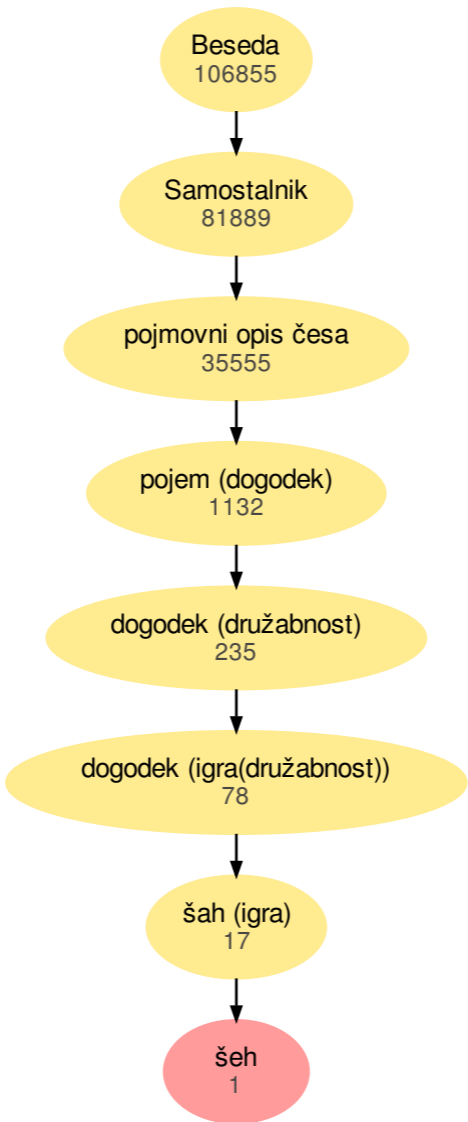 Beseda
106855
Samostalnik
81889
pojmovni opis česa
35555
pojem (dogodek)
1132
dogodek (družabnost)
235
dogodek (igra(družabnost))
78
šah (igra)
17
šeh
1